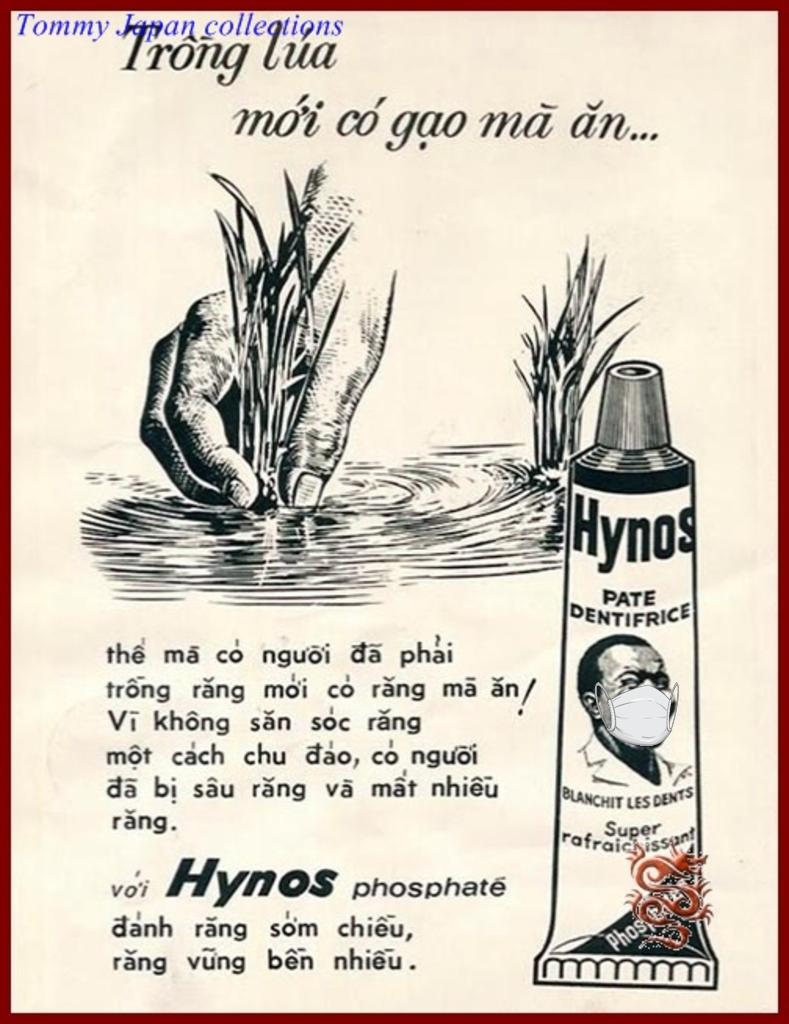 Tommy Japan collections
Trồng lúa
mới có gạo mà ăn...
thế mà có người đã phải
trồng răng mới có răng mà ăn!
Vì không săn sóc răng
một cách chu đáo, có người
đã bị sâu răng và mất nhiều
răng.
với Hynos phosphaté
đánh răng sớm chiều,
răng vững bền nhiều.
Hynos
PATE
DENTIFRICE
BLANCHIT LES DENTS
Super
rafraichissant